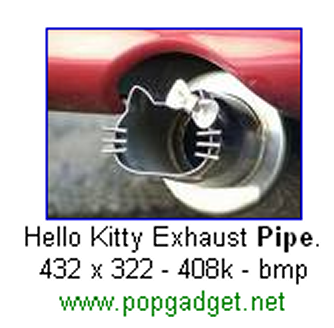 Hello Kitty Exhaust Pipe.
432 x 322 - 408k - bmp
www.popgadget.net